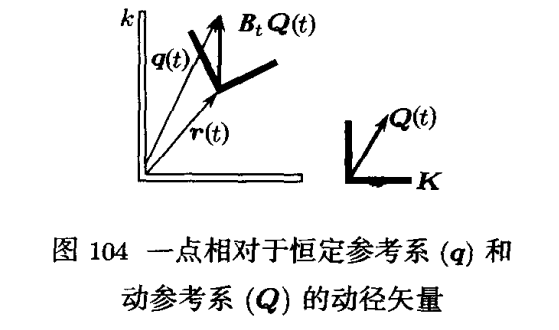 k
B_t Q(t)
q(t)
r(t)
Q(t)
K
图 104 一点相对于恒定参考系 (q) 和
动参考系 (Q) 的动径矢量